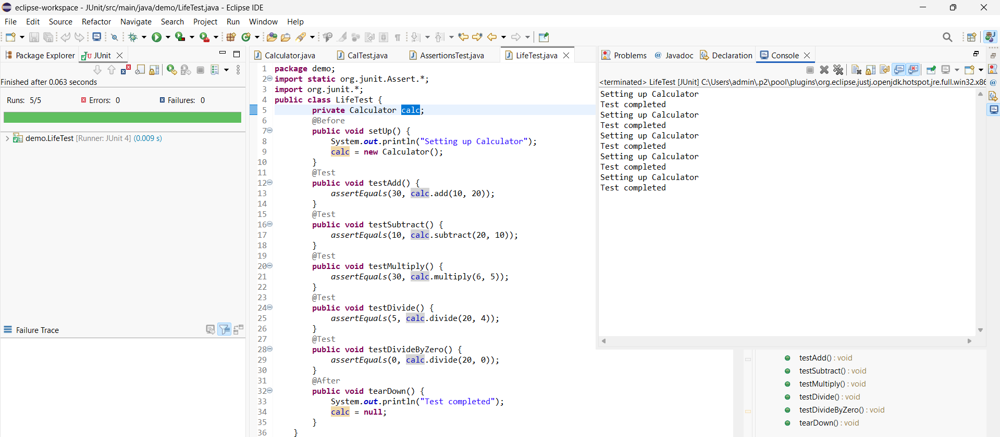 eclipse-workspace - JUnit/src/main/java/demo/LifeTest.java - Eclipse IDE
File Edit Source Refactor Navigate Search Project Run Window Help
Package Explorer JUnit
Finished after 0.063 seconds
Runs: 5/5 Errors: 0 Failures: 0
demo.LifeTest [Runner: JUnit 4] (0.009 s)
Failure Trace
Calculator.java CalTest.java AssertionsTest.java LifeTest.java
1 package demo;
2 import static org.junit.Assert.*;
3 import org.junit.*;
4 public class LifeTest {
5 private Calculator calc;
6 @Before
7 public void setUp() {
8 System.out.println("Setting up Calculator");
9 calc = new Calculator();
10 }
11 @Test
12 public void testAdd() {
13 assertEquals(30, calc.add(10, 20));
14 }
15 @Test
16 public void testSubtract() {
17 assertEquals(10, calc.subtract(20, 10));
18 }
19 @Test
20 public void testMultiply() {
21 assertEquals(30, calc.multiply(6, 5));
22 }
23 @Test
24 public void testDivide() {
25 assertEquals(5, calc.divide(20, 4));
26 }
27 @Test
28 public void testDivideByZero() {
29 assertEquals(0, calc.divide(20, 0));
30 }
31 @After
32 public void tearDown() {
33 System.out.println("Test completed");
34 calc = null;
35 }
36 }
Problems Javadoc Declaration Console
<terminated> LifeTest [JUnit] C:\Users\admin\.p2\pool\plugins\org.eclipse.justj.openjdk.hotspot.jre.full.win32.x86
Setting up Calculator
Test completed
Setting up Calculator
Test completed
Setting up Calculator
Test completed
Setting up Calculator
Test completed
Setting up Calculator
Test completed
testAdd() : void
testSubtract() : void
testMultiply() : void
testDivide() : void
testDivideByZero() : void
tearDown() : void